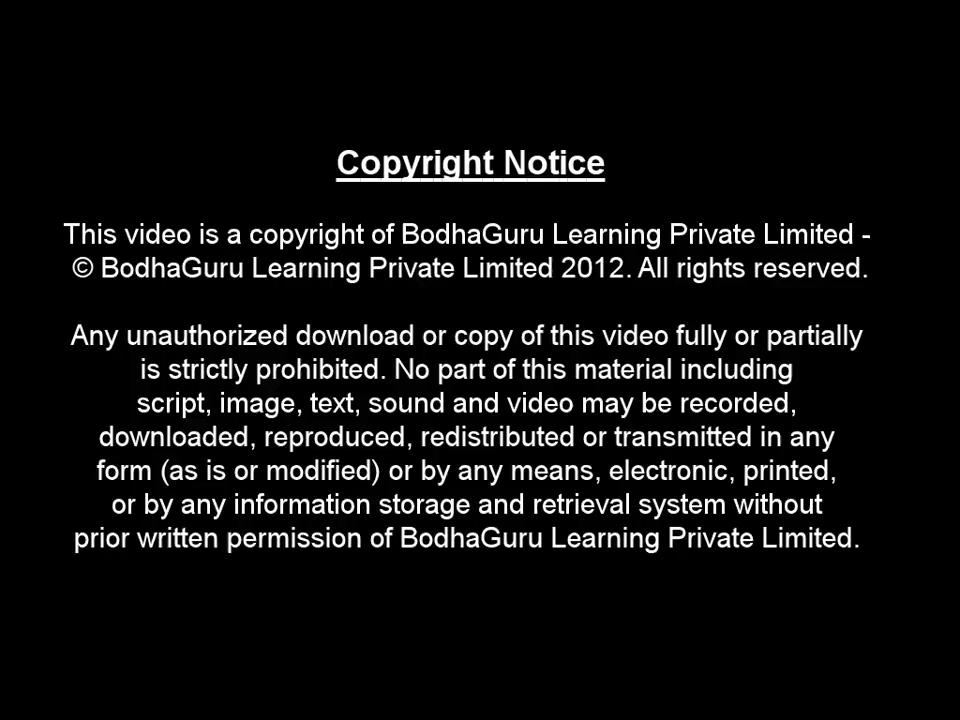 Copyright Notice
This video is a copyright of BodhaGuru Learning Private Limited -
© BodhaGuru Learning Private Limited 2012. All rights reserved.
Any unauthorized download or copy of this video fully or partially
is strictly prohibited. No part of this material including
script, image, text, sound and video may be recorded,
downloaded, reproduced, redistributed or transmitted in any
form (as is or modified) or by any means, electronic, printed,
or by any information storage and retrieval system without
prior written permission of BodhaGuru Learning Private Limited.